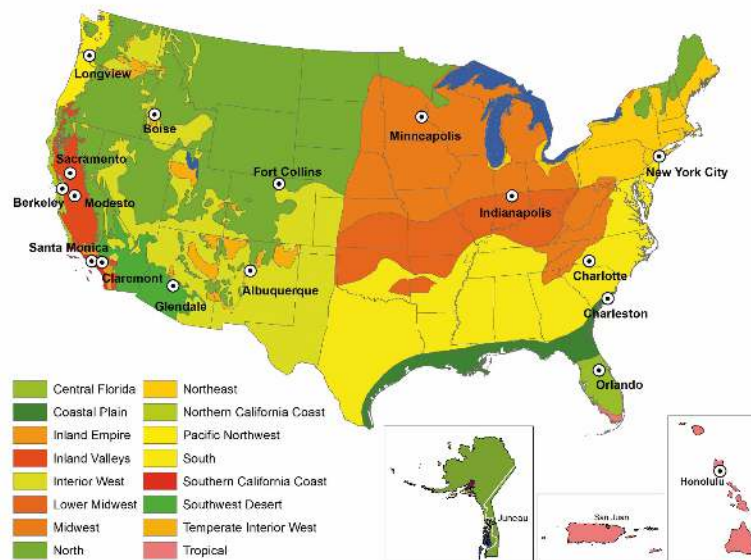 Longview
Boise
Minneapolis
Sacramento
Fort Collins
New York City
Berkeley
Modesto
Indianapolis
Santa Monica
Claremont
Charlotte
Glendale
Albuquerque
Charleston
Orlando
Central Florida
Northeast
Coastal Plain
Northern California Coast
Inland Empire
Pacific Northwest
Inland Valleys
South
Interior West
Southern California Coast
Lower Midwest
Southwest Desert
Midwest
Temperate Interior West
North
Tropical
Juneau
San Juan
Honolulu